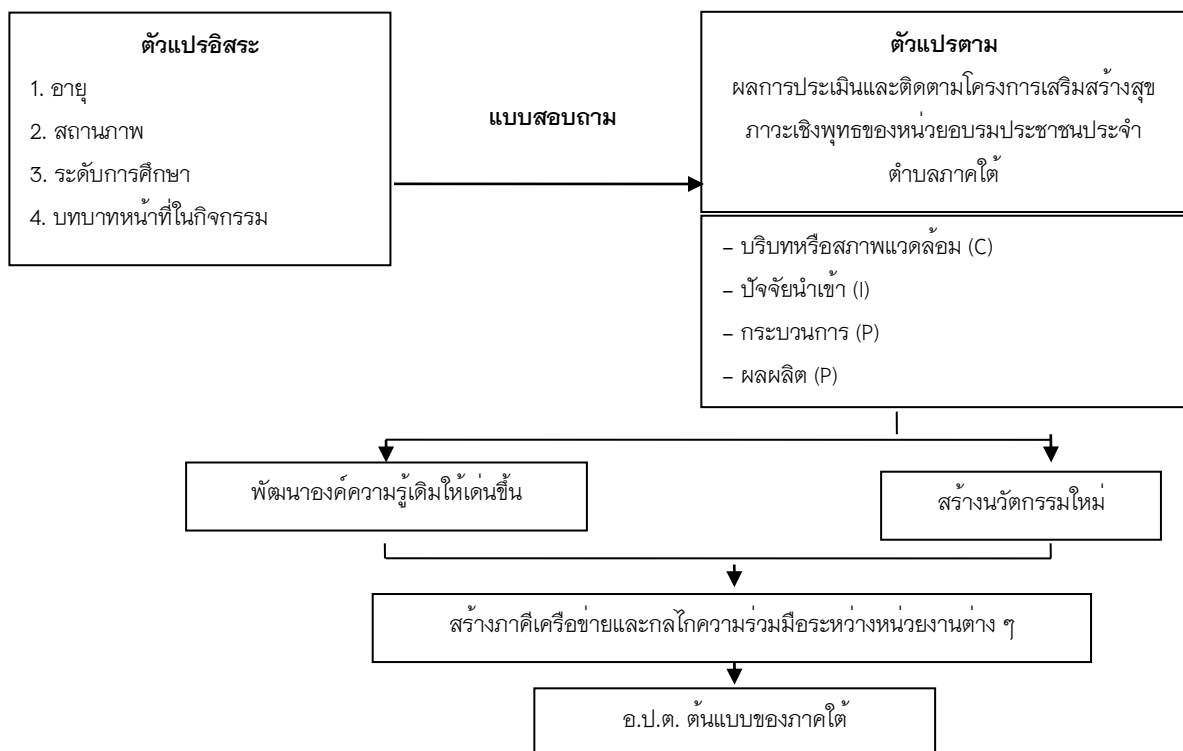 ตัวแปรอิสระ
1. อายุ
2. สถานภาพ
3. ระดับการศึกษา
4. บทบาทหน้าที่ในกิจกรรม
แบบสอบถาม
ตัวแปรตาม
ผลการประเมินและติดตามโครงการเสริมสร้างสุข
ภาวะเชิงพุทธของหน่วยอบรมประชาชนประจำ
ตำบลภาคใต้
– บริบทหรือสภาพแวดล้อม (C)
– ปัจจัยนำเข้า (I)
– กระบวนการ (P)
– ผลผลิต (P)
พัฒนาองค์ความรู้เดิมให้เด่นขึ้น
สร้างนวัตกรรมใหม่
สร้างภาคีเครือข่ายและกลไกความร่วมมือระหว่างหน่วยงานต่าง ๆ
อ.ป.ต. ต้นแบบของภาคใต้